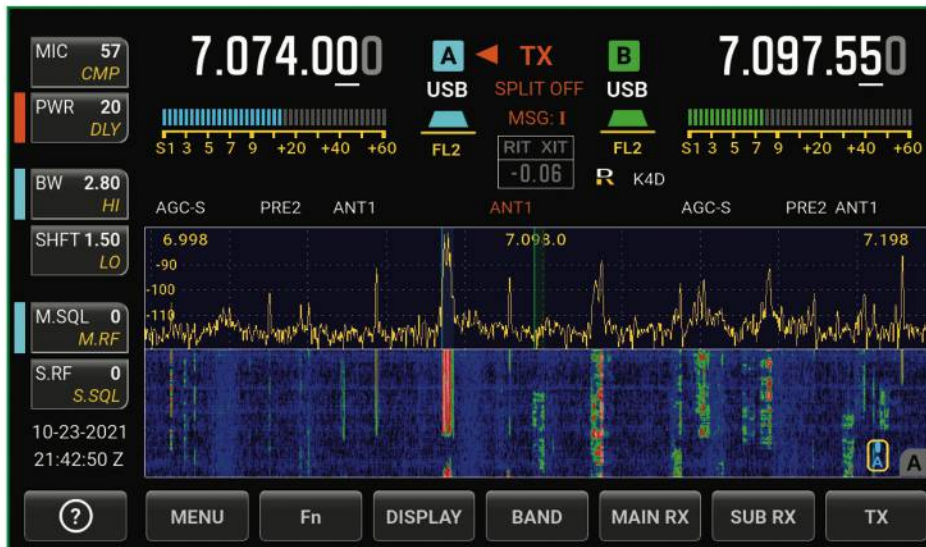 MIC 57
CMP
PWR 20
DLY
BW 2.80
HI
SHFT 1.50
LO
M.SQL 0
M.RF
S.RF 0
S.SQL
10-23-2021
21:42:50 Z
7.074.000
A TX B
7.097.550
USB SPLIT OFF USB
MSG: I
S1 3 5 7 9 +20 +40 +60
FL2
RIT XIT
-0.06
FL2
S1 3 5 7 9 +20 +40 +60
R K4D
AGC-S PRE2 ANT1 ANT1 AGC-S PRE2 ANT1
6.998 7.098.0 7.198
-90
-100
-110
A A
? MENU Fn DISPLAY BAND MAIN RX SUB RX TX